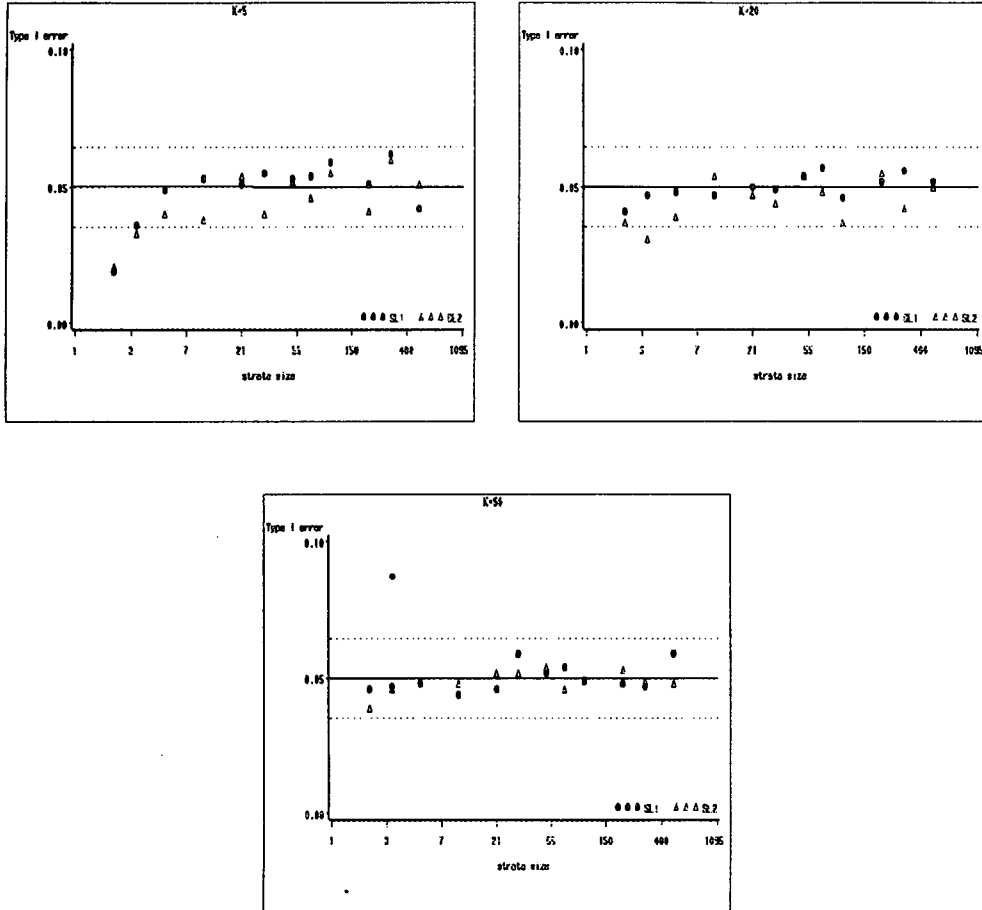 K=5
Type I error
0.10
0.05
0.00
SL1 SL2
1 2 7 21 55 150 400 1095
strata size
K=20
Type I error
0.10
0.05
0.00
SL1 SL2
1 3 7 21 55 150 400 1095
strata size
Type I error
0.10
0.05
0.00
SL1 SL2
1 3 7 21 55 150 400 1095
strata size